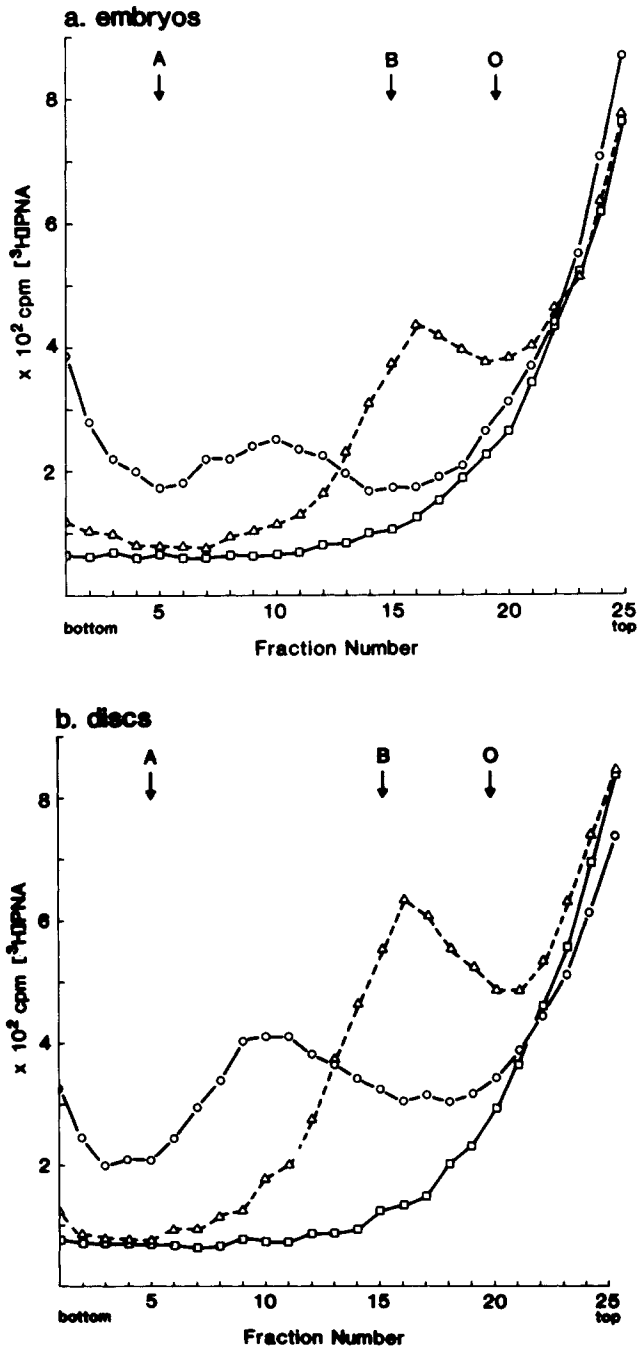 a. embryos
A
B
O
8
6
4
2
x 10² cpm [³H]PNA
5
10
15
20
25
bottom
top
Fraction Number
b. discs
A
B
O
8
6
4
2
x 10² cpm [³H]PNA
5
10
15
20
25
bottom
top
Fraction Number